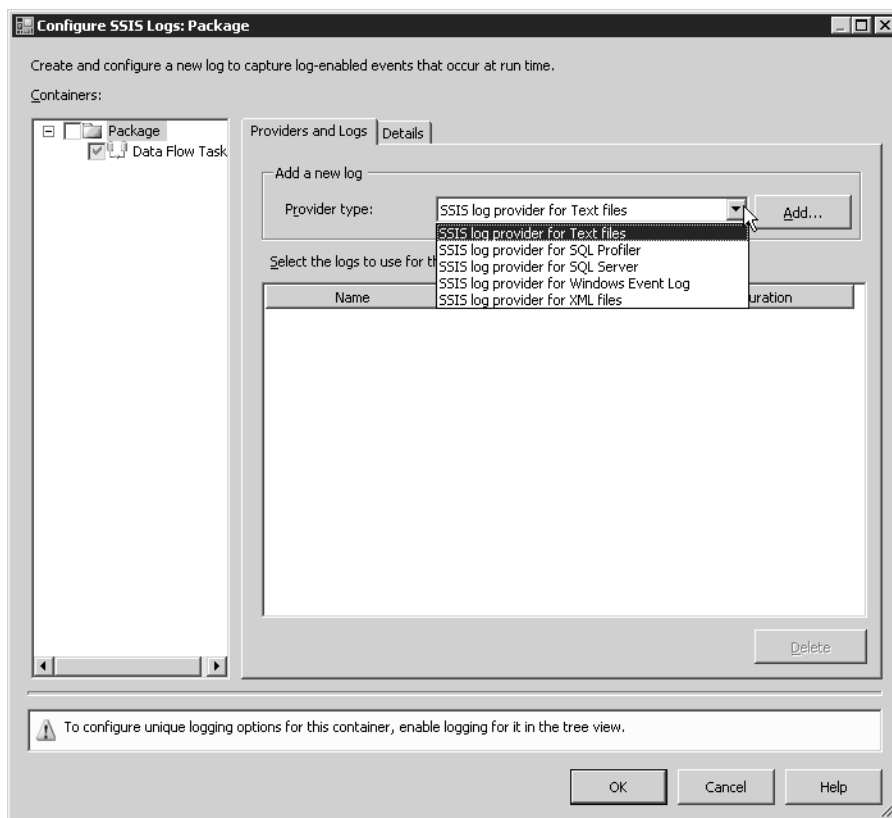 Configure SSIS Logs: Package
Create and configure a new log to capture log-enabled events that occur at run time.
Containers:
Package
Data Flow Task
Providers and Logs
Details
Add a new log
Provider type:
SSIS log provider for Text files
Add...
SSIS log provider for Text files
SSIS log provider for SQL Profiler
SSIS log provider for SQL Server
SSIS log provider for Windows Event Log
SSIS log provider for XML files
Select the logs to use for
Name
Delete
To configure unique logging options for this container, enable logging for it in the tree view.
OK
Cancel
Help